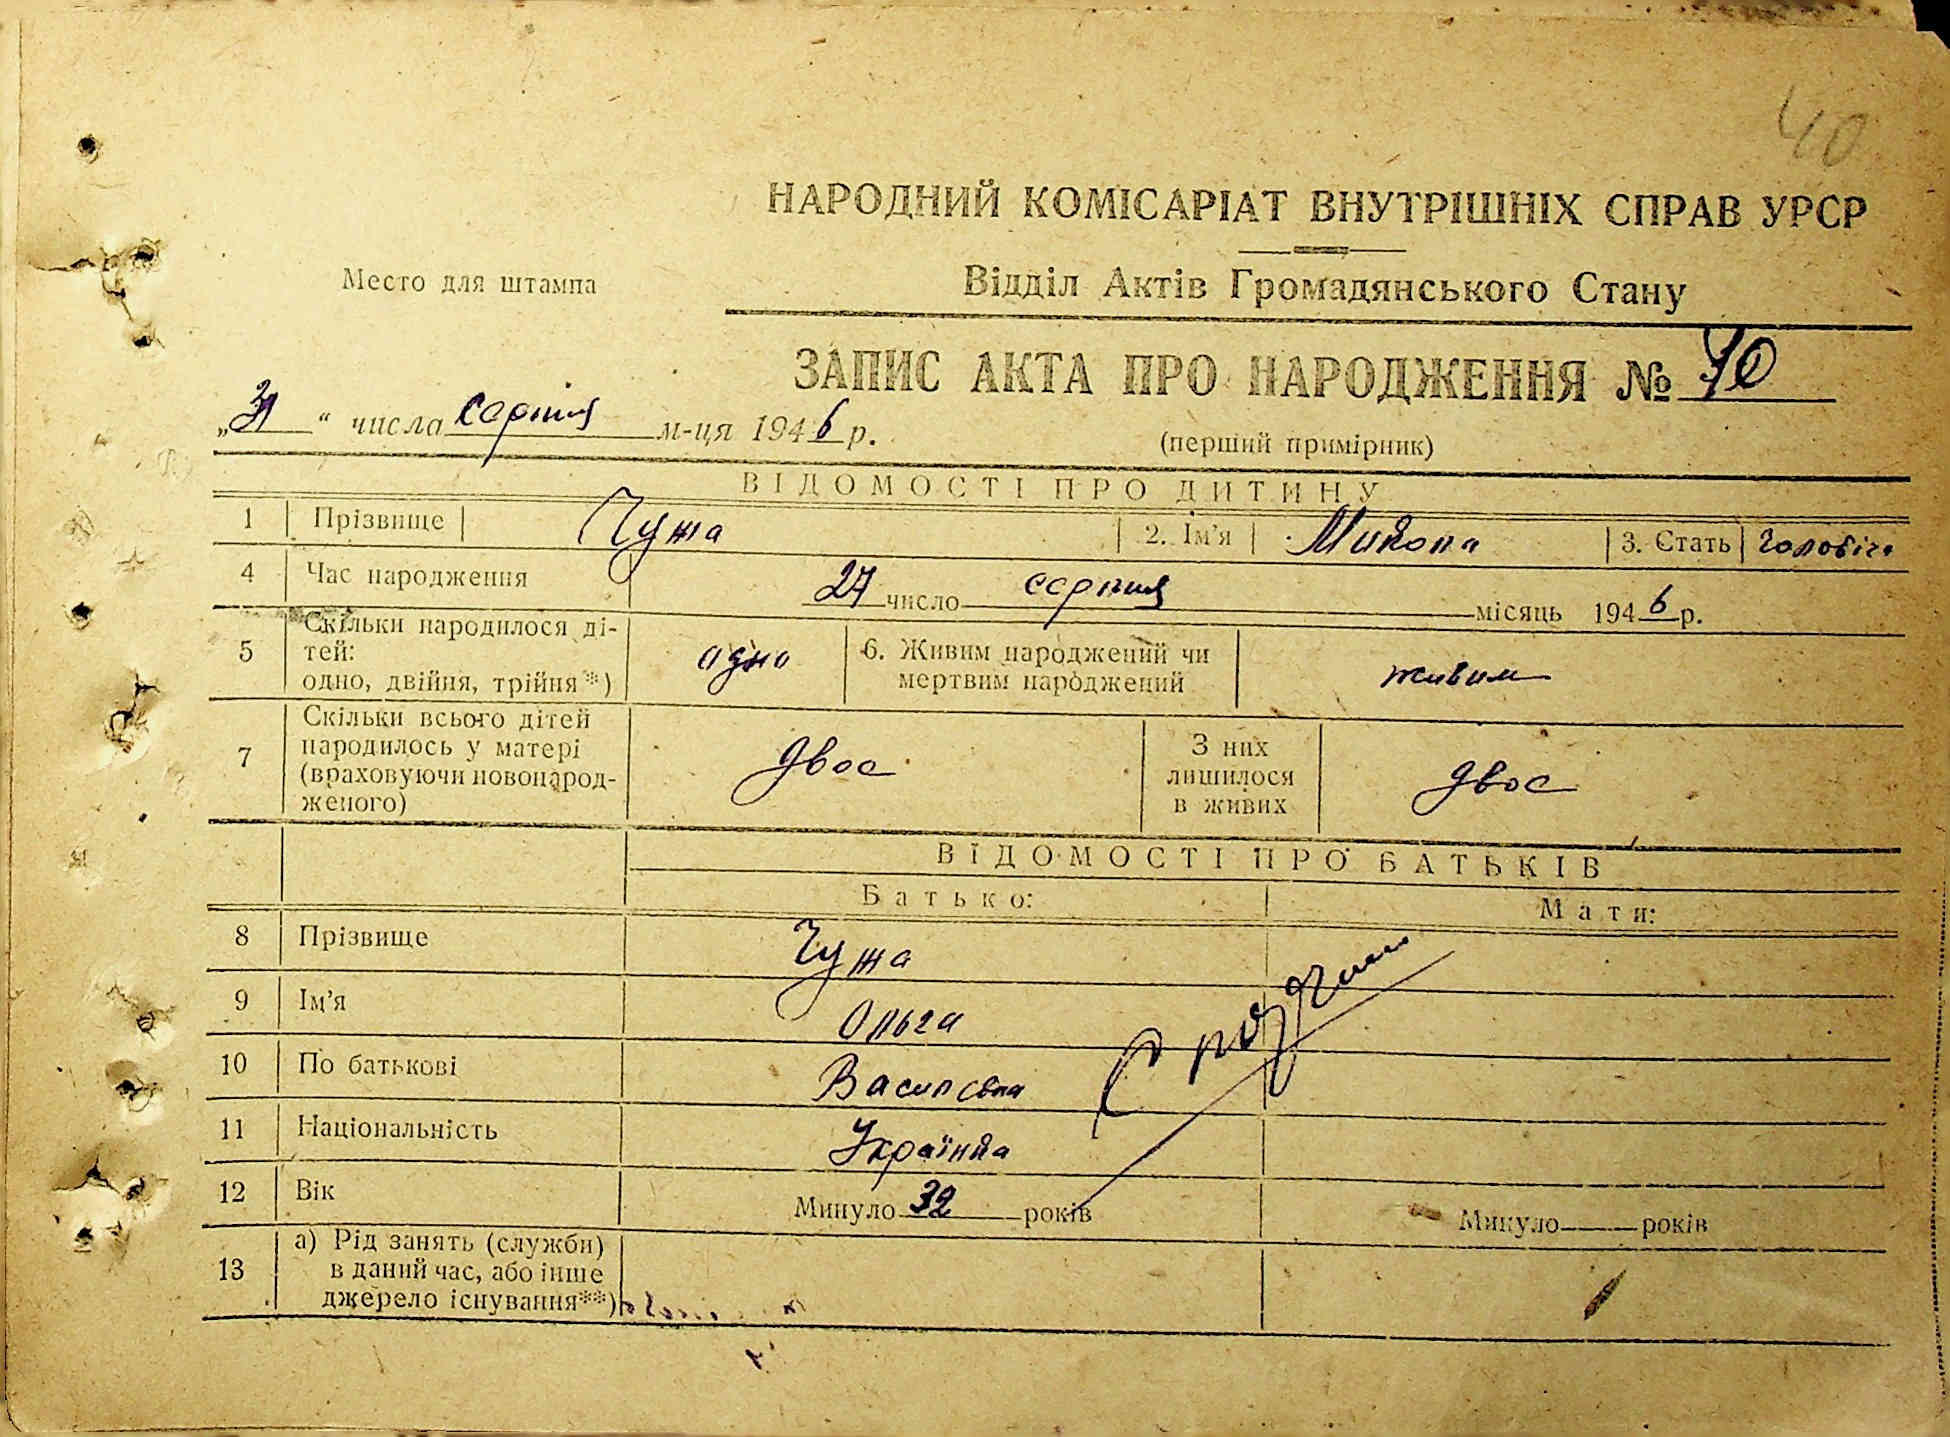 40
НАРОДНИЙ КОМІСАРІАТ ВНУТРІШНІХ СПРАВ УРСР
Место для штампа
Відділ Актів Громадянського Стану
ЗАПИС АКТА ПРО НАРОДЖЕННЯ № 40
„31" числа серпня м-ця 1946 р.
(перший примірник)
ВІДОМОСТІ ПРО ДИТИНУ
1 Прізвище Чужа 2. Ім'я Микола 3. Стать чоловіч.
4 Час народження 27 число серпня місяць 1946 р.
5 Скільки народилося ді-
тей:
одно, двійня, трійня*) одно 6. Живим народжений чи
мертвим народжений живим
7 Скільки всього дітей
народилось у матері
(враховуючи новонарод-
женого) двоє З них
лишилося
в живих двоє
ВІДОМОСТІ ПРО БАТЬКІВ
Батько: Мати:
8 Прізвище Чужа
9 Ім'я Ольга
10 По батькові Василівна
11 Національність Українка
12 Вік Минуло 32 років Минуло років
13 а) Рід занять (служби)
в даний час, або інше
джерело існування**)